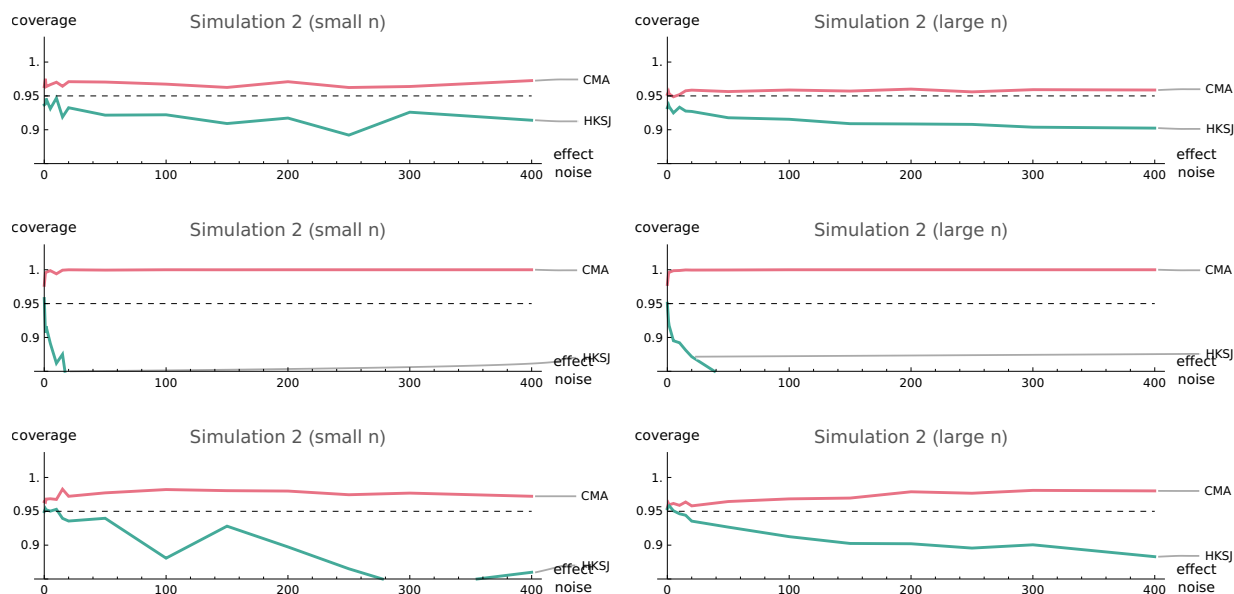 coverage
Simulation 2 (small n)
1.
0.95
0.9
CMA
HKSJ
0 100 200 300 400
effect
noise
coverage
Simulation 2 (large n)
1.
0.95
0.9
CMA
HKSJ
0 100 200 300 400
effect
noise
coverage
Simulation 2 (small n)
1.
0.95
0.9
CMA
HKSJ
0 100 200 300 400
effect
noise
coverage
Simulation 2 (large n)
1.
0.95
0.9
CMA
HKSJ
0 100 200 300 400
effect
noise
coverage
Simulation 2 (small n)
1.
0.95
0.9
CMA
HKSJ
0 100 200 300 400
effect
noise
coverage
Simulation 2 (large n)
1.
0.95
0.9
CMA
HKSJ
0 100 200 300 400
effect
noise